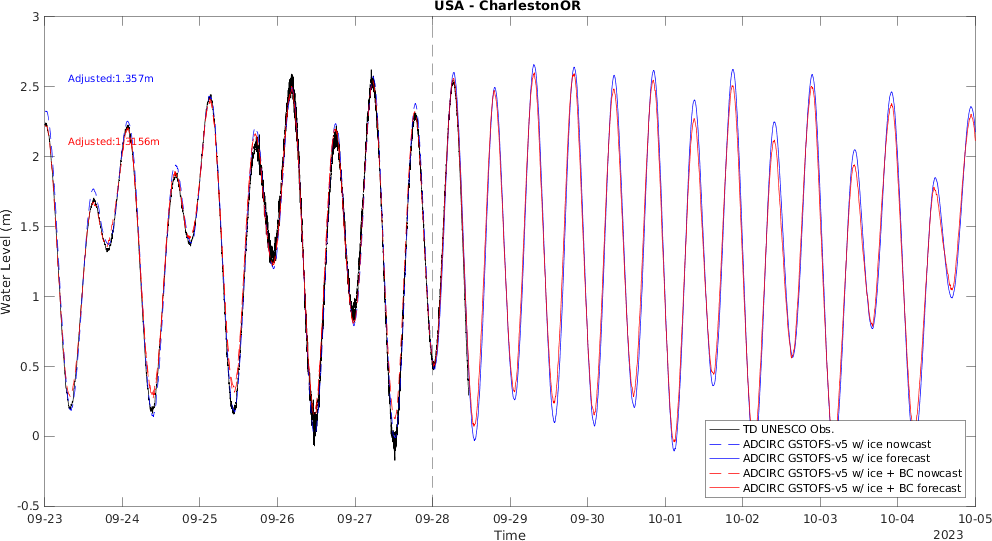 USA - CharlestonOR
Water Level (m)
3
2.5
2
1.5
1
0.5
0
-0.5
Adjusted:1.357m
Adjusted:1.3156m
TD UNESCO Obs.
ADCIRC GSTOFS-v5 w/ ice nowcast
ADCIRC GSTOFS-v5 w/ ice forecast
ADCIRC GSTOFS-v5 w/ ice + BC nowcast
ADCIRC GSTOFS-v5 w/ ice + BC forecast
09-23 09-24 09-25 09-26 09-27 09-28 09-29 09-30 10-01 10-02 10-03 10-04 10-05
Time
2023